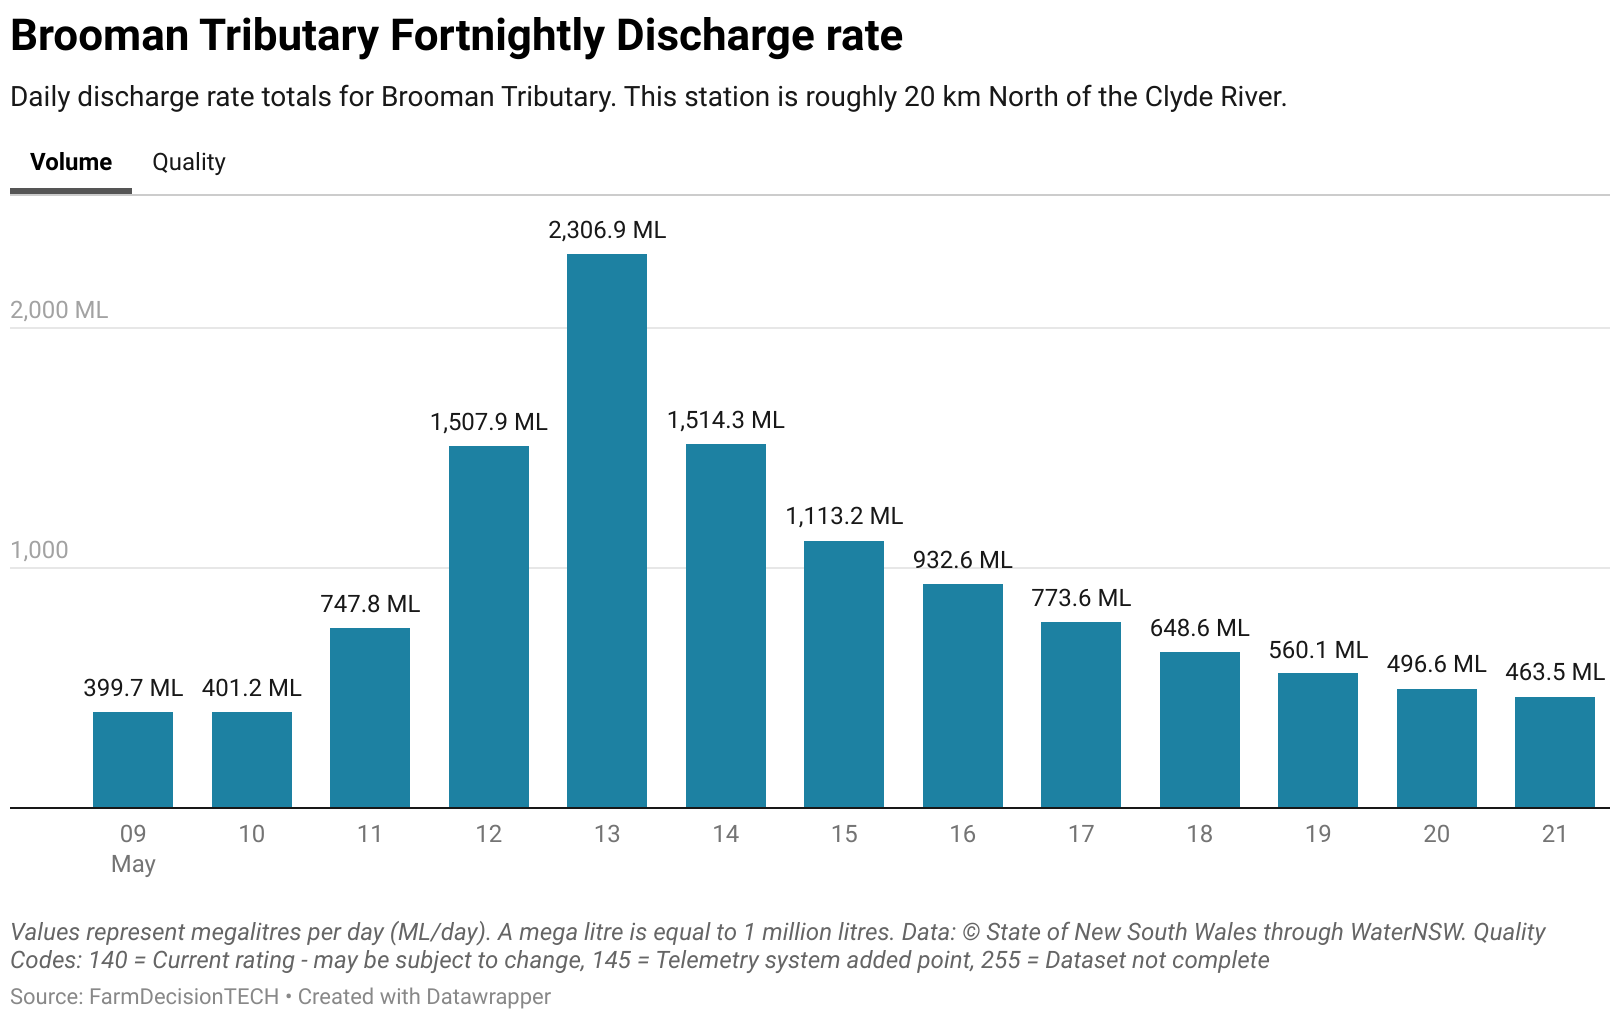 Brooman Tributary Fortnightly Discharge rate
Daily discharge rate totals for Brooman Tributary. This station is roughly 20 km North of the Clyde River.
Volume Quality
2,306.9 ML
2,000 ML
1,507.9 ML 1,514.3 ML
1,113.2 ML
1,000
932.6 ML
747.8 ML 773.6 ML
648.6 ML
560.1 ML
496.6 ML
463.5 ML
399.7 ML 401.2 ML
09 10 11 12 13 14 15 16 17 18 19 20 21
May
Values represent megalitres per day (ML/day). A mega litre is equal to 1 million litres. Data: © State of New South Wales through WaterNSW. Quality
Codes: 140 = Current rating - may be subject to change, 145 = Telemetry system added point, 255 = Dataset not complete
Source: FarmDecisionTECH • Created with Datawrapper